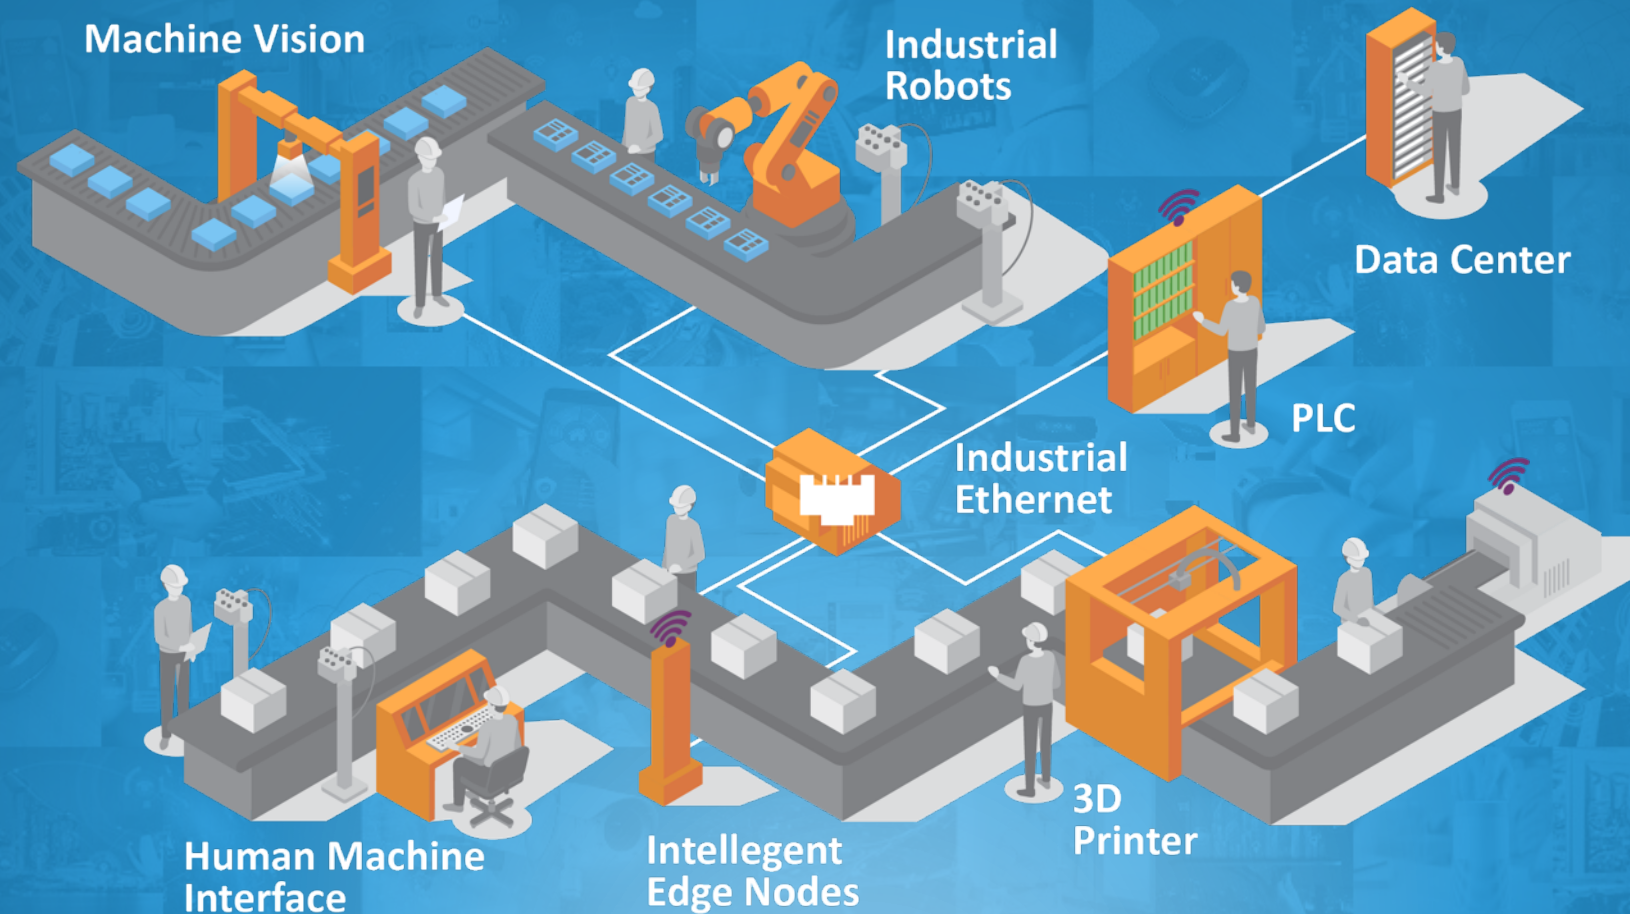 Machine Vision
Industrial
Robots
Data Center
PLC
Industrial
Ethernet
3D
Printer
Human Machine
Interface
Intellegent
Edge Nodes